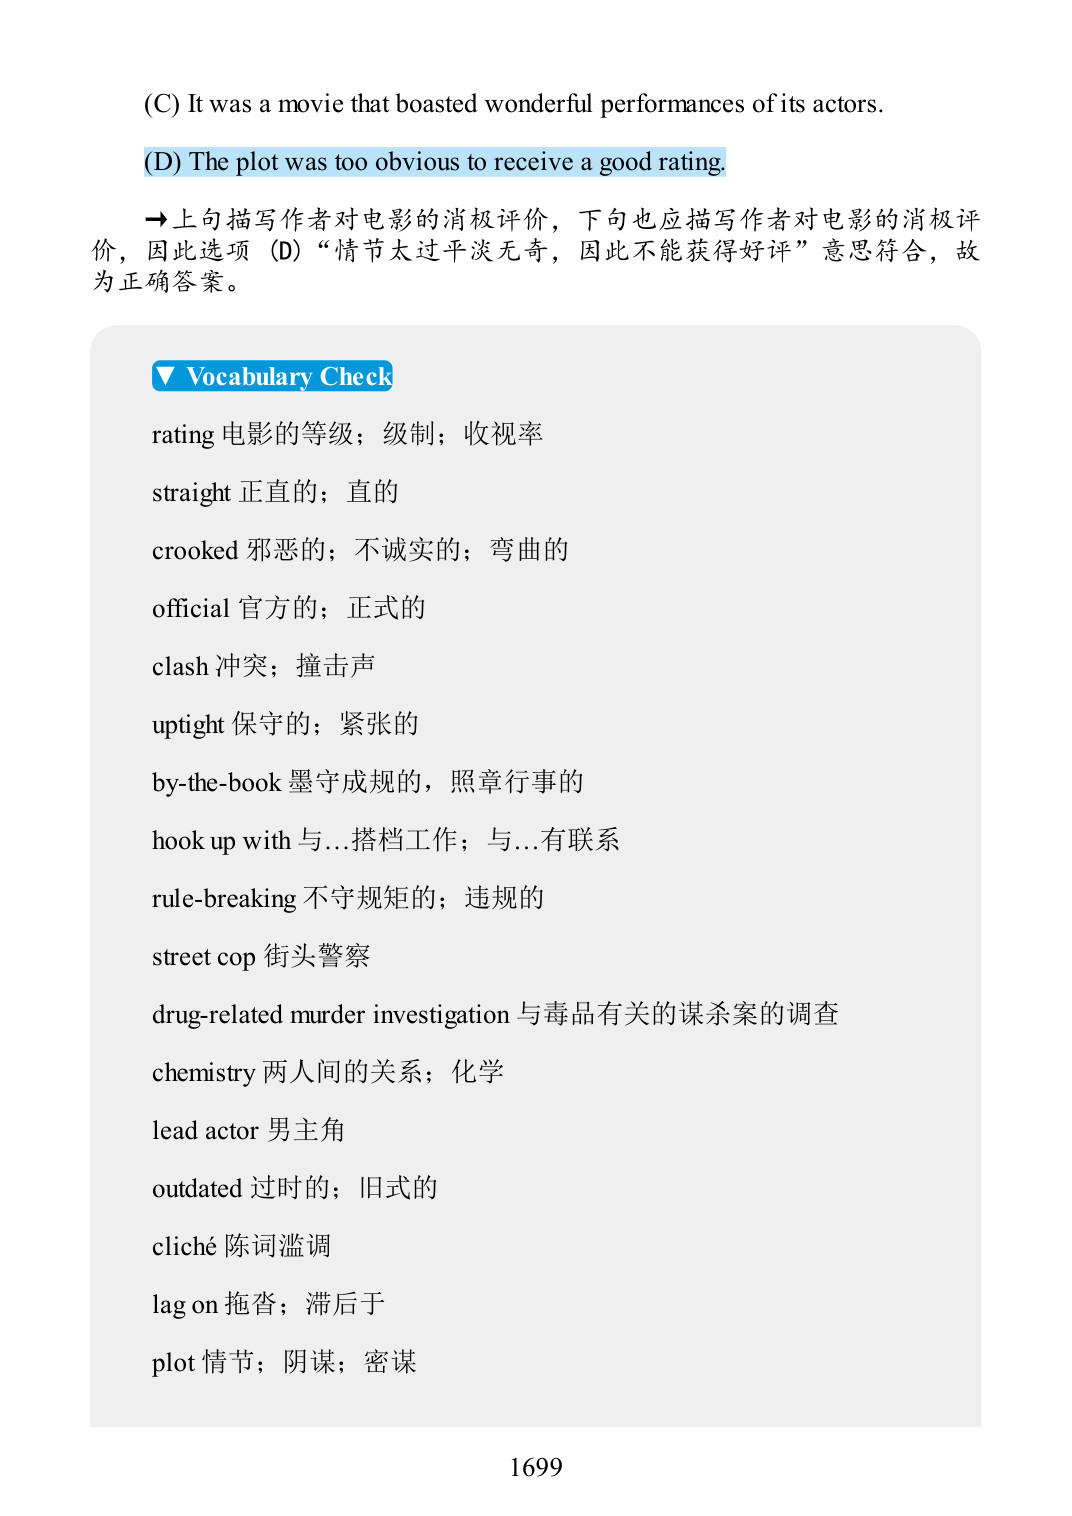 (C) It was a movie that boasted wonderful performances of its actors.
(D) The plot was too obvious to receive a good rating.
→上句描写作者对电影的消极评价，下句也应描写作者对电影的消极评
价，因此选项 (D)“情节太过平淡无奇，因此不能获得好评”意思符合，故
为正确答案。
▼ Vocabulary Check
rating 电影的等级；级制；收视率
straight 正直的；直的
crooked 邪恶的；不诚实的；弯曲的
official 官方的；正式的
clash 冲突；撞击声
uptight 保守的；紧张的
by-the-book 墨守成规的，照章行事的
hook up with 与…搭档工作；与…有联系
rule-breaking 不守规矩的；违规的
street cop 街头警察
drug-related murder investigation 与毒品有关的谋杀案的调查
chemistry 两人间的关系；化学
lead actor 男主角
outdated 过时的；旧式的
cliché 陈词滥调
lag on 拖沓；滞后于
plot 情节；阴谋；密谋
1699